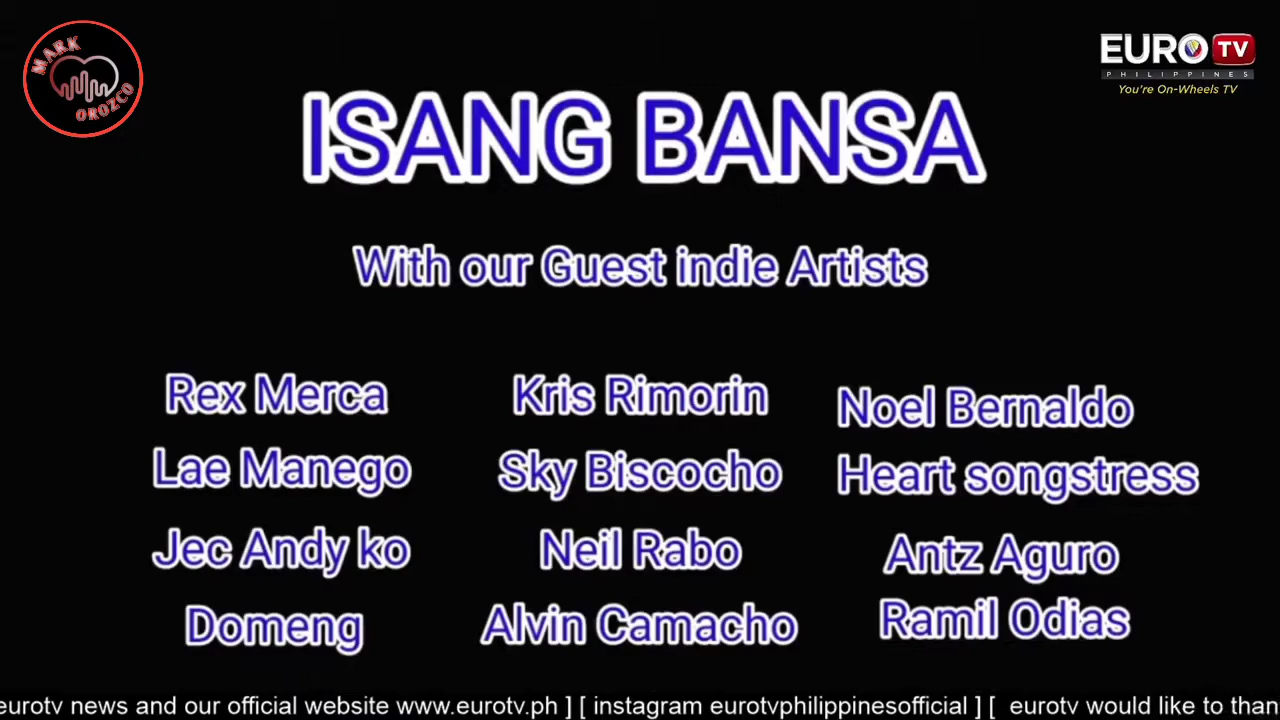 MARK
OROZCO
EURO TV
PHILIPPINES
You're On-Wheels TV
ISANG BANSA
With our Guest indie Artists
Rex Merca
Kris Rimorin
Noel Bernaldo
Lae Manego
Sky Biscocho
Heart songstress
Jec Andy ko
Neil Rabo
Antz Aguro
Domeng
Alvin Camacho
Ramil Odias
eurotv news and our official website www.eurotv.ph ] [ instagram eurotvphilippinesofficial ] [ eurotv would like to than